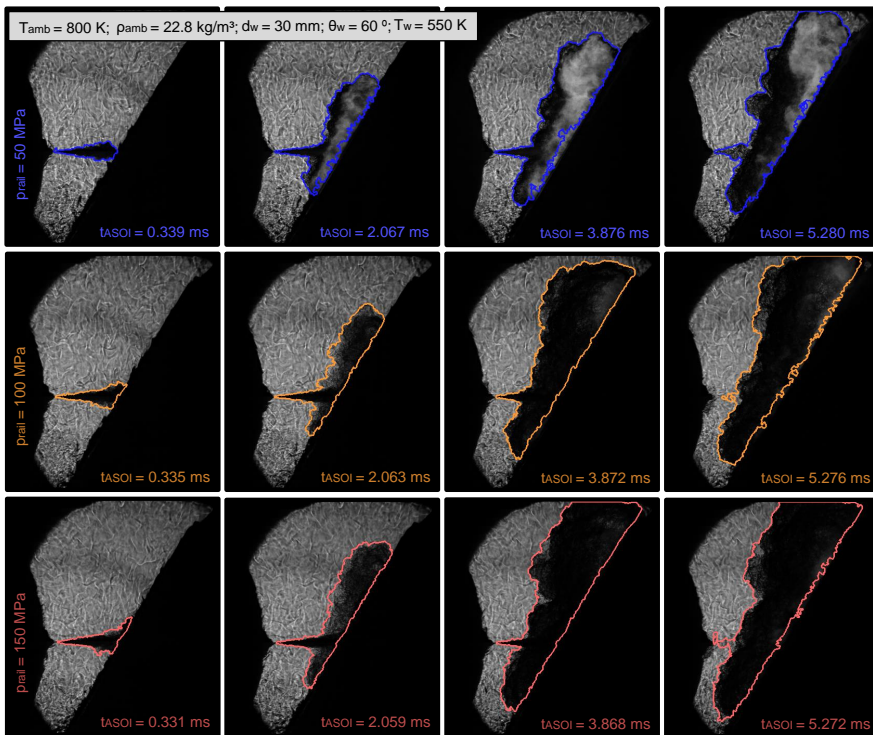 Tamb = 800 K; ρamb = 22.8 kg/m³; dw = 30 mm; θw = 60 º; Tw = 550 K
prail = 50 MPa
tASOI = 0.339 ms
tASOI = 2.067 ms
tASOI = 3.876 ms
tASOI = 5.280 ms
prail = 100 MPa
tASOI = 0.335 ms
tASOI = 2.063 ms
tASOI = 3.872 ms
tASOI = 5.276 ms
prail = 150 MPa
tASOI = 0.331 ms
tASOI = 2.059 ms
tASOI = 3.868 ms
tASOI = 5.272 ms